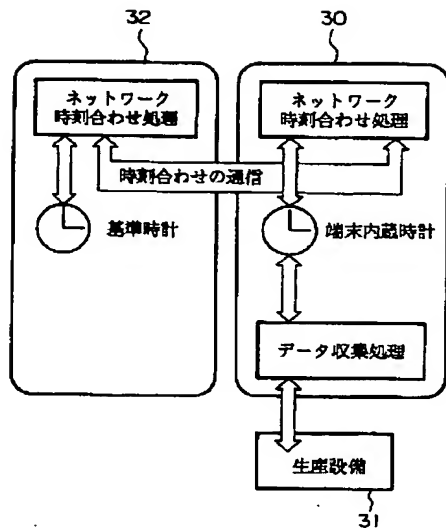 32
30
ネットワーク
時刻合わせ処理
ネットワーク
時刻合わせ処理
時刻合わせの通信
基準時計
端末内蔵時計
データ収集処理
生産設備
31